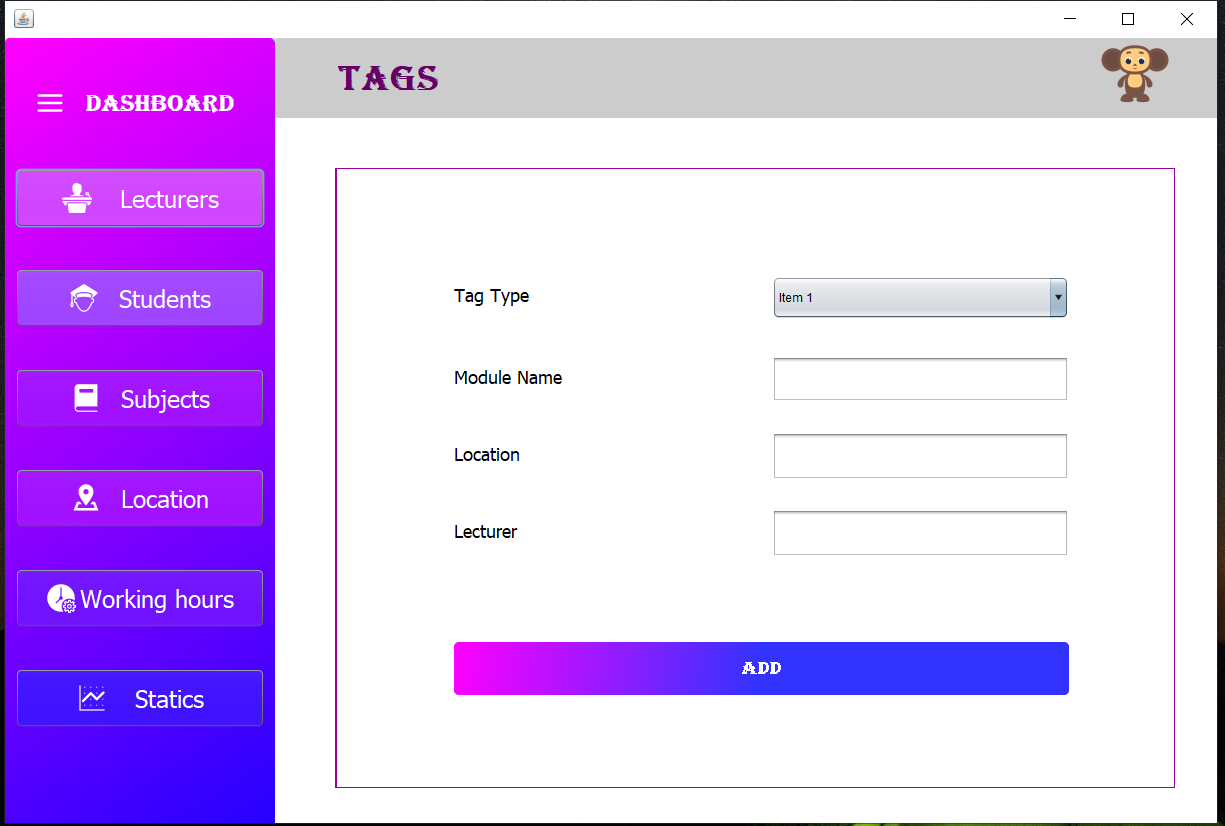 TAGS
DASHBOARD
Lecturers
Students
Subjects
Location
Working hours
Statics
Tag Type
Item 1
Module Name
Location
Lecturer
ADD